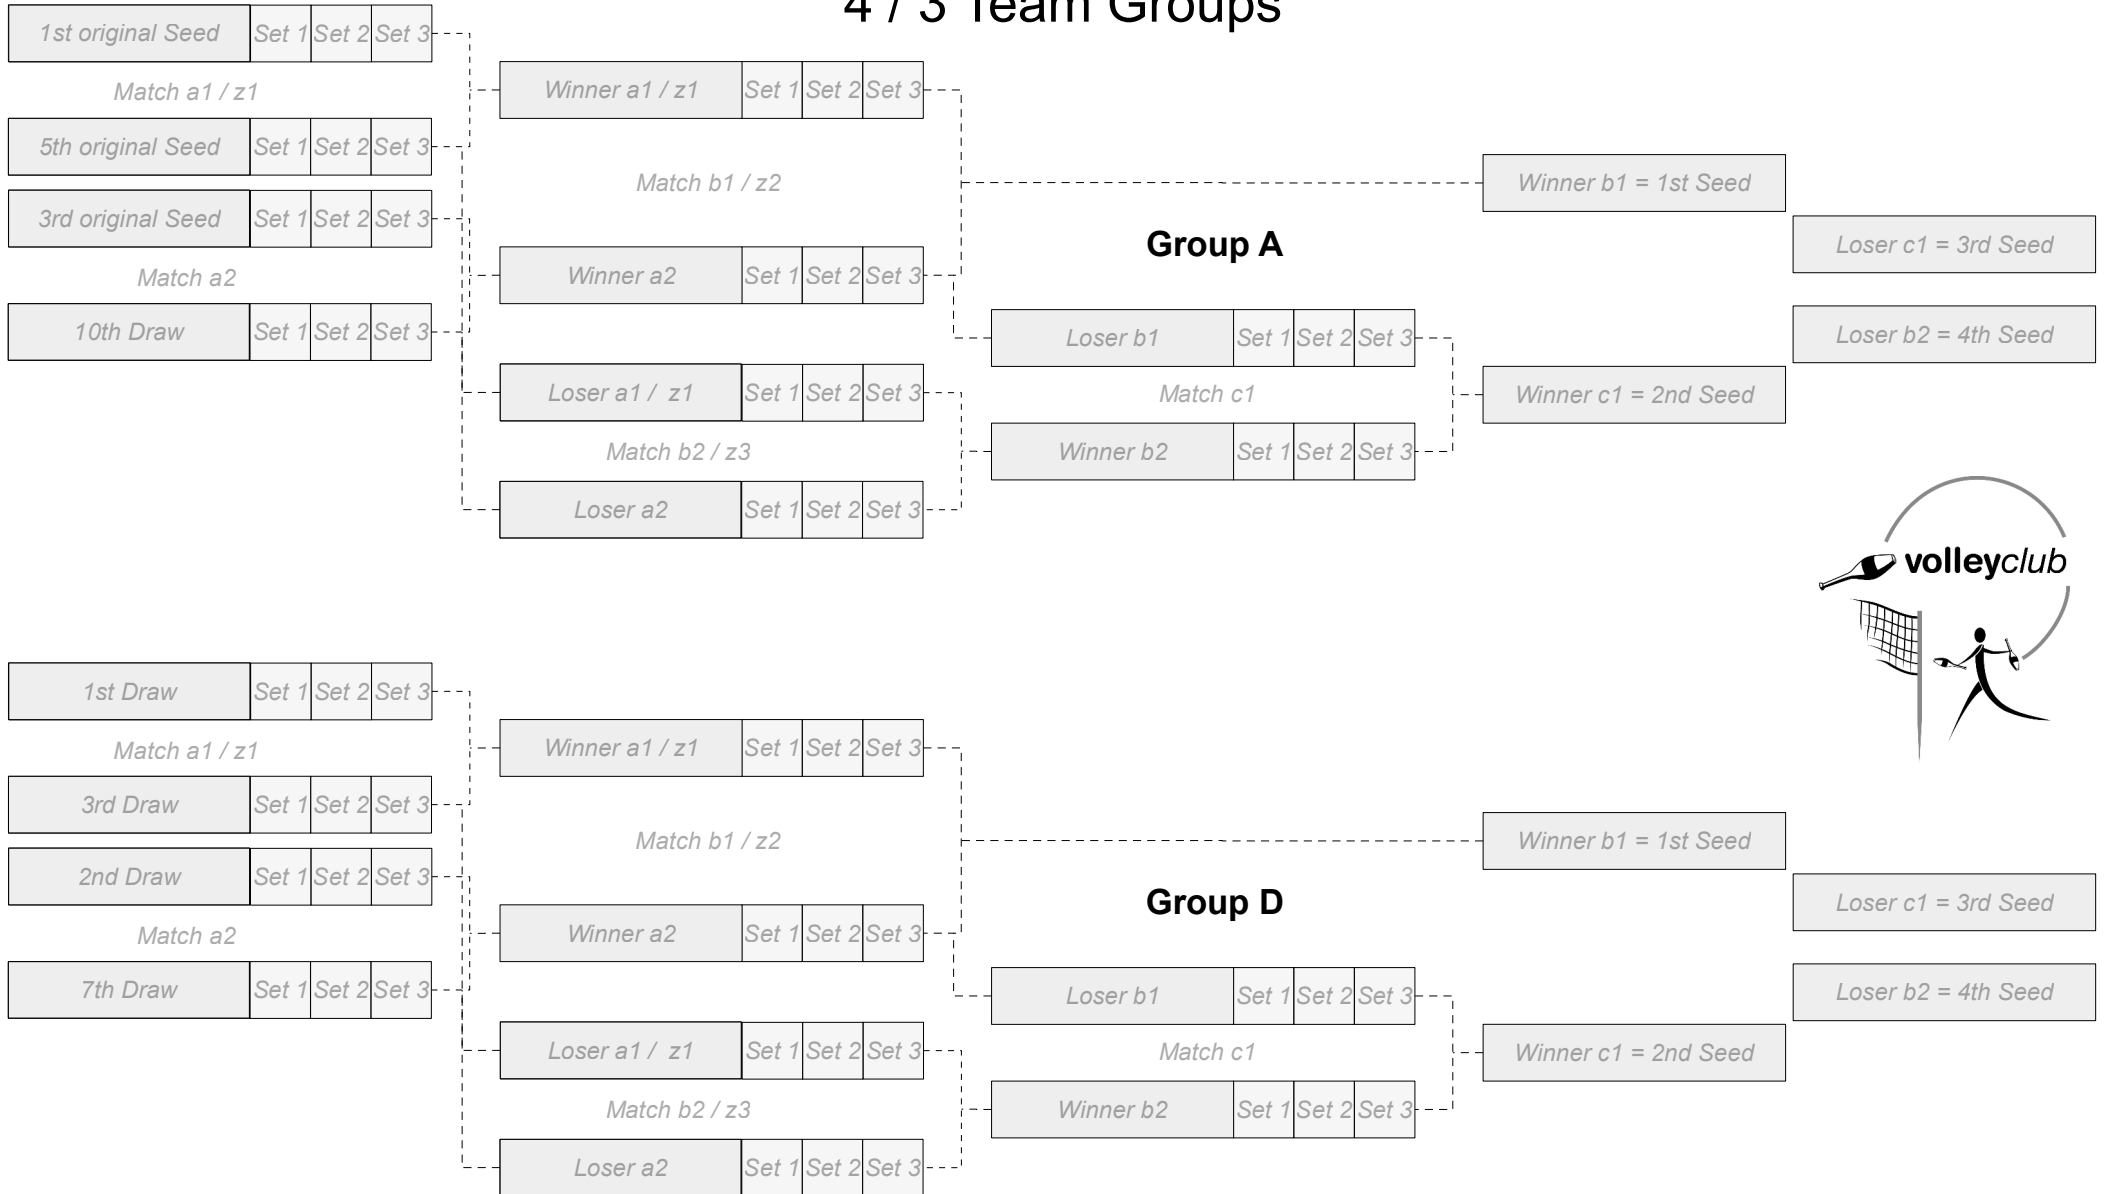 4 / 3 Team Groups
1st original Seed Set 1 Set 2 Set 3
Match a1 / z1
5th original Seed Set 1 Set 2 Set 3
3rd original Seed Set 1 Set 2 Set 3
Match a2
10th Draw Set 1 Set 2 Set 3
Winner a1 / z1 Set 1 Set 2 Set 3
Match b1 / z2
Winner a2 Set 1 Set 2 Set 3
Loser a1 / z1 Set 1 Set 2 Set 3
Match b2 / z3
Loser a2 Set 1 Set 2 Set 3
Group A
Loser b1 Set 1 Set 2 Set 3
Match c1
Winner b2 Set 1 Set 2 Set 3
Winner b1 = 1st Seed
Winner c1 = 2nd Seed
Loser c1 = 3rd Seed
Loser b2 = 4th Seed
volleyclub
1st Draw Set 1 Set 2 Set 3
Match a1 / z1
3rd Draw Set 1 Set 2 Set 3
2nd Draw Set 1 Set 2 Set 3
Match a2
7th Draw Set 1 Set 2 Set 3
Winner a1 / z1 Set 1 Set 2 Set 3
Match b1 / z2
Winner a2 Set 1 Set 2 Set 3
Loser a1 / z1 Set 1 Set 2 Set 3
Match b2 / z3
Loser a2 Set 1 Set 2 Set 3
Group D
Loser b1 Set 1 Set 2 Set 3
Match c1
Winner b2 Set 1 Set 2 Set 3
Winner b1 = 1st Seed
Winner c1 = 2nd Seed
Loser c1 = 3rd Seed
Loser b2 = 4th Seed